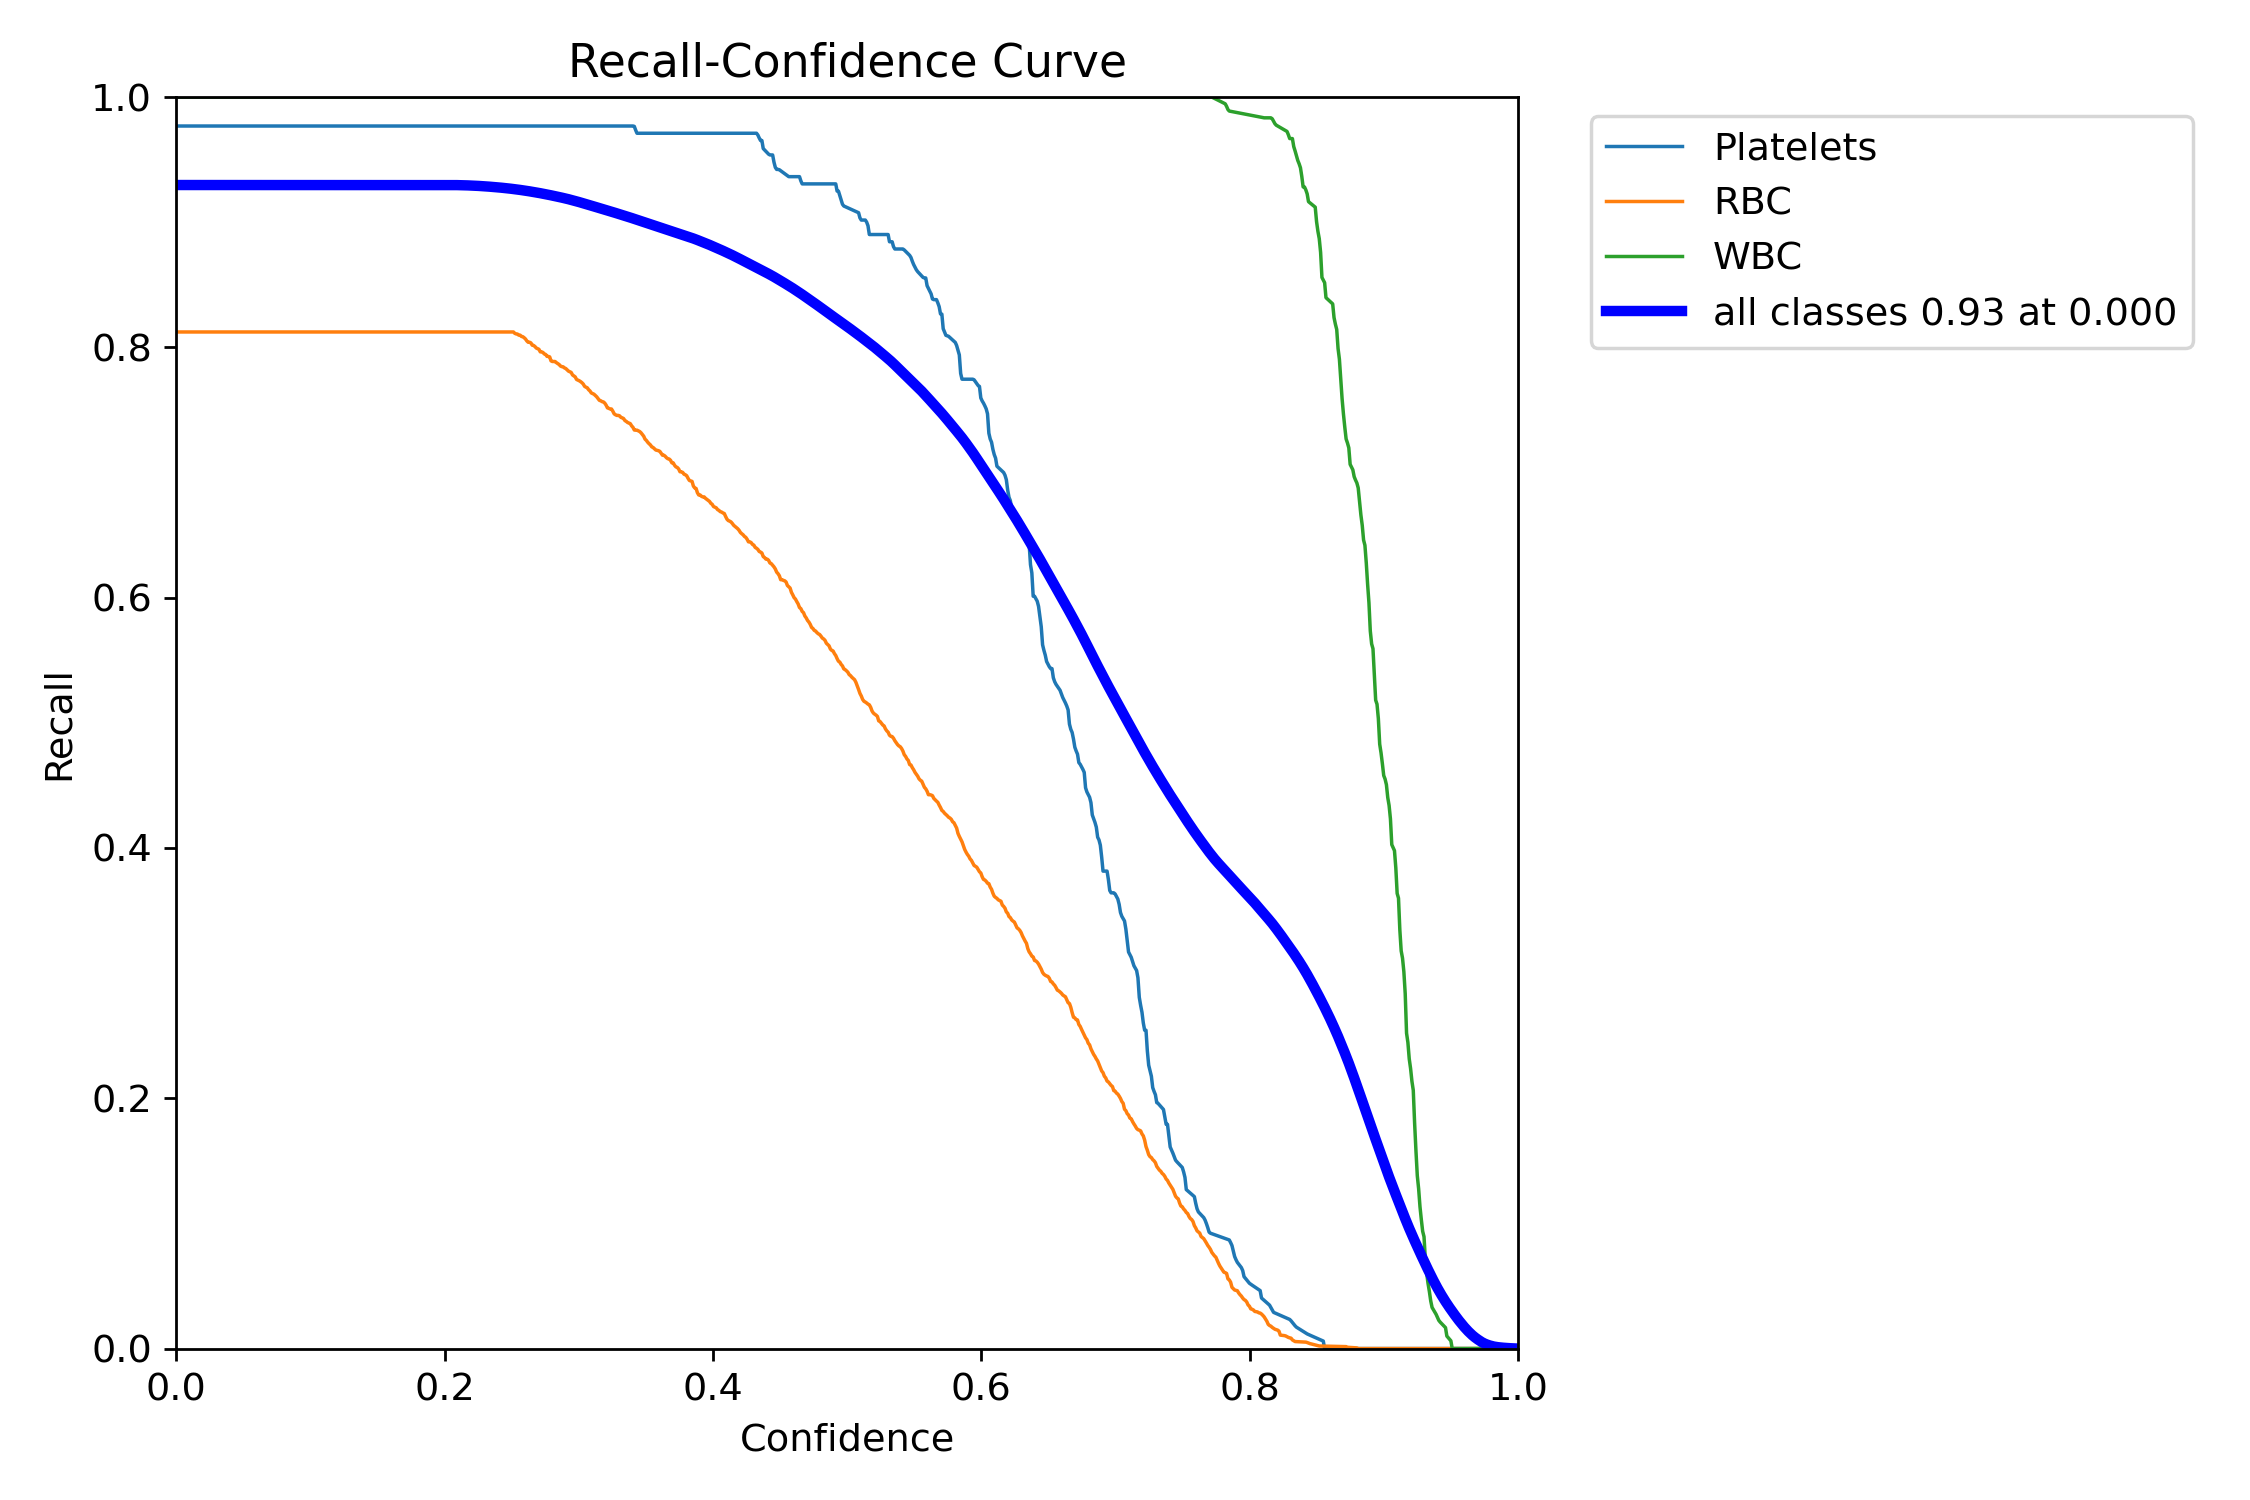 Recall-Confidence Curve
1.0
0.8
0.6
0.4
0.2
0.0
Recall
0.0 0.2 0.4 0.6 0.8 1.0
Confidence
Platelets
RBC
WBC
all classes 0.93 at 0.000